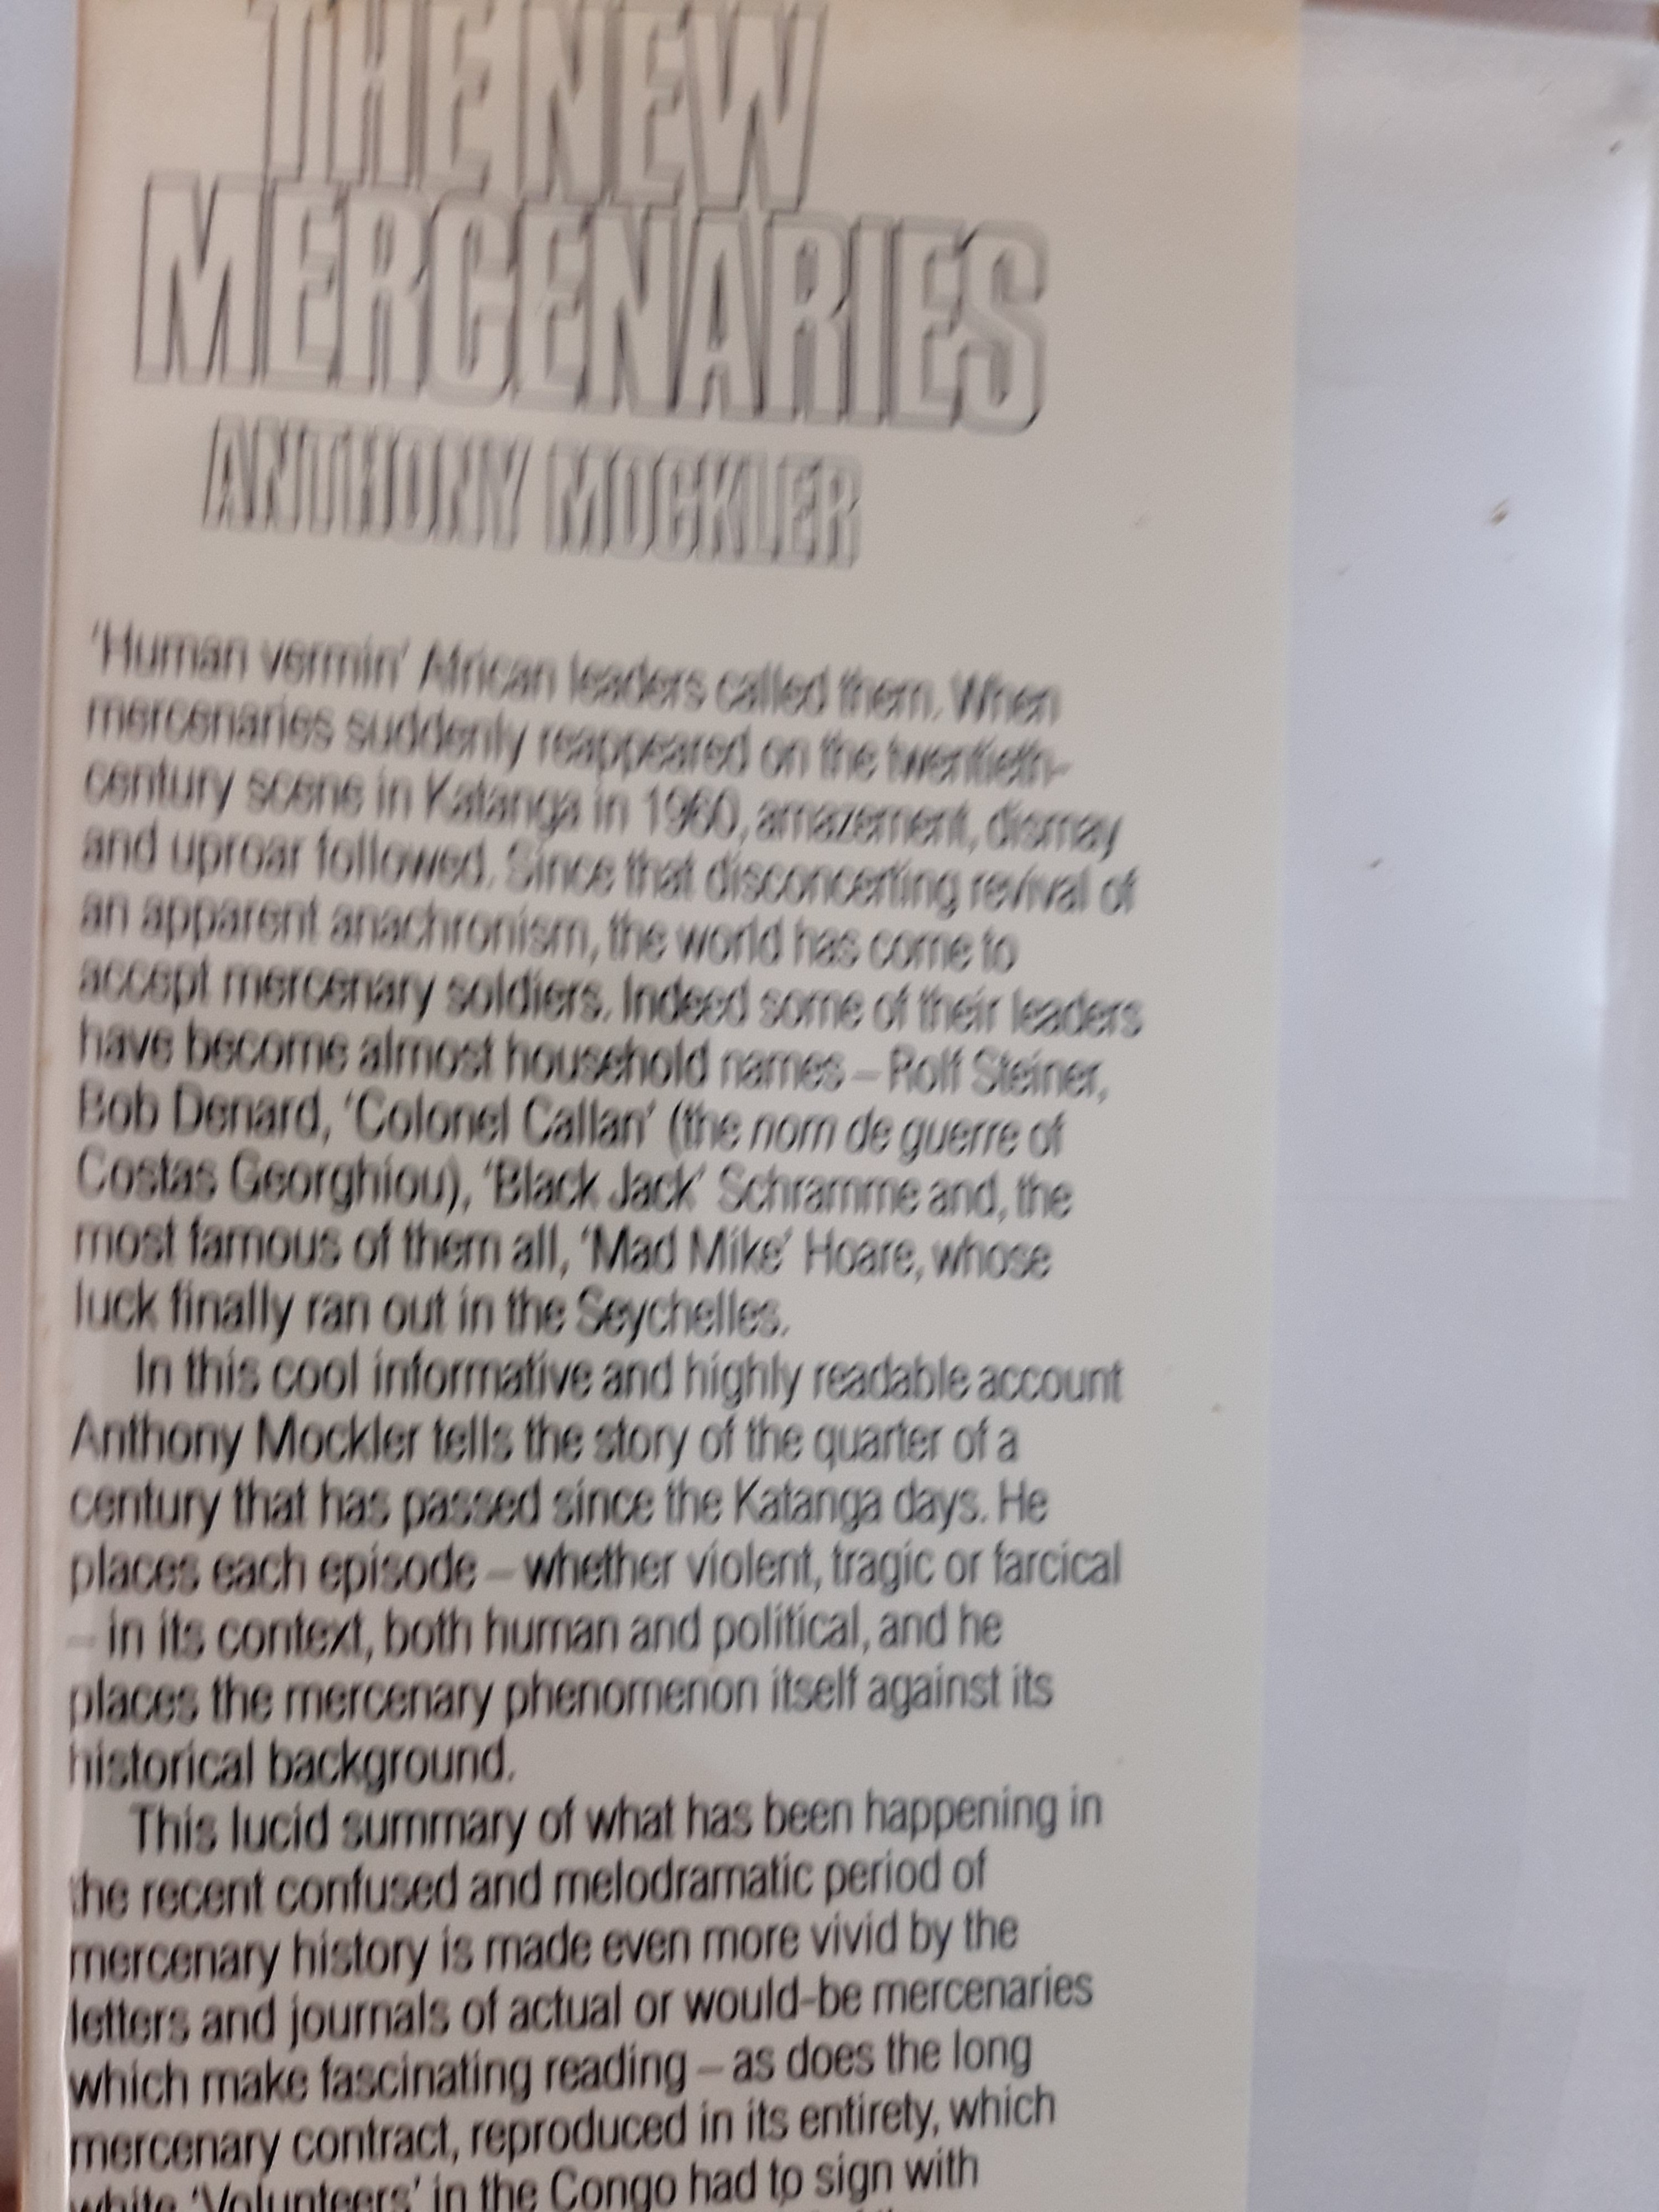 THE NEW
MERCENARIES
ANTHONY MOCKLER
'Human vermin' African leaders called them. When
mercenaries suddenly reappeared on the twentieth-
century scene in Katanga in 1960, amazement, dismay
and uproar followed. Since that disconcerting revival of
an apparent anachronism, the world has come to
accept mercenary soldiers. Indeed some of their leaders
have become almost household names – Rolf Steiner,
Bob Denard, 'Colonel Callan' (the nom de guerre of
Costas Georghiou), 'Black Jack' Schramme and, the
most famous of them all, 'Mad Mike' Hoare, whose
luck finally ran out in the Seychelles.
In this cool informative and highly readable account
Anthony Mockler tells the story of the quarter of a
century that has passed since the Katanga days. He
places each episode – whether violent, tragic or farcical
– in its context, both human and political, and he
places the mercenary phenomenon itself against its
historical background.
This lucid summary of what has been happening in
the recent confused and melodramatic period of
mercenary history is made even more vivid by the
letters and journals of actual or would-be mercenaries
which make fascinating reading – as does the long
mercenary contract, reproduced in its entirety, which
white 'Volunteers' in the Congo had to sign with